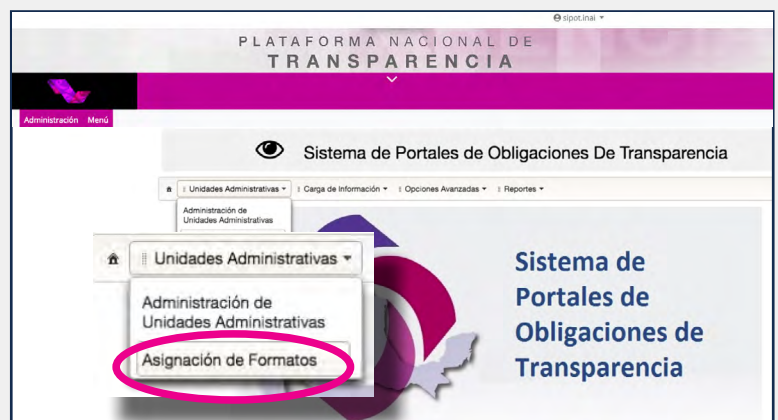 sipot.inai
PLATAFORMA NACIONAL DE
TRANSPARENCIA
Administración Menú
Sistema de Portales de Obligaciones De Transparencia
Unidades Administrativas Carga de Información Opciones Avanzadas Reportes
Administración de
Unidades Administrativas
Unidades Administrativas
Administración de
Unidades Administrativas
Asignación de Formatos
Sistema de
Portales de
Obligaciones de
Transparencia